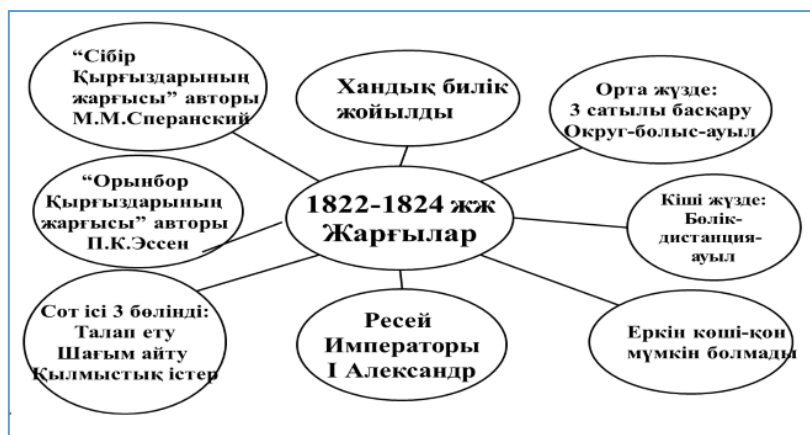 “Сібір
Қырғыздарының
жарғысы” авторы
М.М.Сперанский
Хандық билік
жойылды
Орта жүзде:
3 сатылы басқару
Округ-болыс-ауыл
“Орынбор
Қырғыздарының
жарғысы” авторы
П.К.Эссен
1822-1824 жж
Жарғылар
Кіші жүзде:
Бөлік-
дистанция-
ауыл
Сот ісі 3 бөлінді:
Талап ету
Шағым айту
Қылмыстық істер
Ресей
Императоры
І Александр
Еркін көші-қон
мүмкін болмады